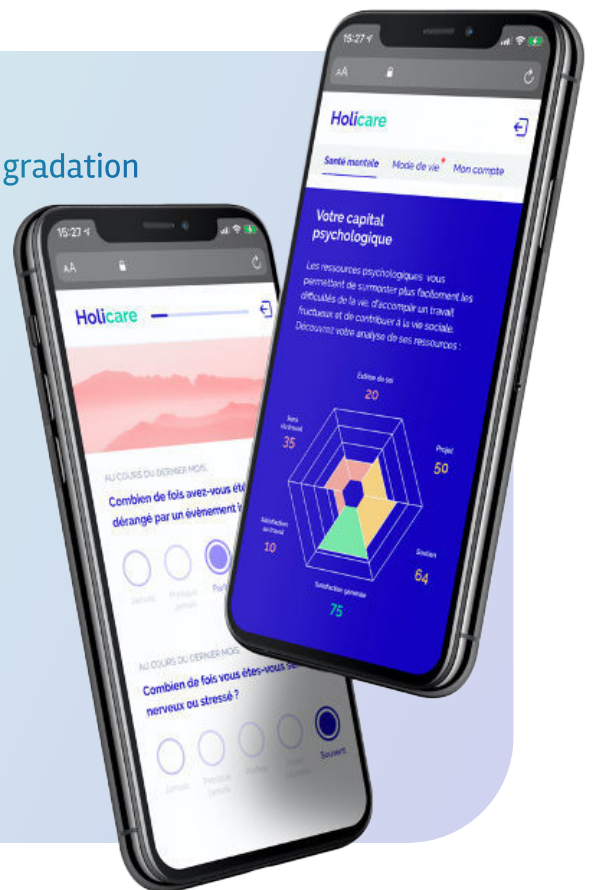 gradation
15:27
AA
Holicare
Santé mentale Mode de vie Mon compte
Votre capital
psychologique
Les ressources psychologiques vous
permettent de surmonter plus facilement les
difficultés de la vie, d'accomplir un travail
fructueux et de contribuer à la vie sociale.
Découvrez votre analyse de ses ressources :
Estime de soi
20
Sens
du travail
35
Projet
50
Satisfaction
au travail
10
Soutien
64
Satisfaction générale
75
15:27
AA
Holicare
AU COURS DU DERNIER MOIS,
Combien de fois avez-vous été
dérangé par un évènement
Jamais
Presque
jamais
AU COURS DU DERNIER MOIS,
Combien de fois vous êtes-vous
nerveux ou stressé ?
Jamais
Presque
jamais
Parfois
Souvent